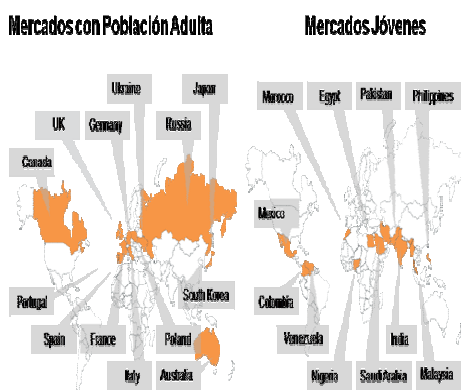 Mercados con Población Adulta
Ukraine
Japan
UK
Germany
Russia
Canada
Portugal
South Korea
Spain
France
Poland
Italy
Australia
Mercados Jóvenes
Morocco
Egypt
Pakistan
Philippines
Mexico
Colombia
Venezuela
India
Nigeria
Saudi Arabia
Malaysia